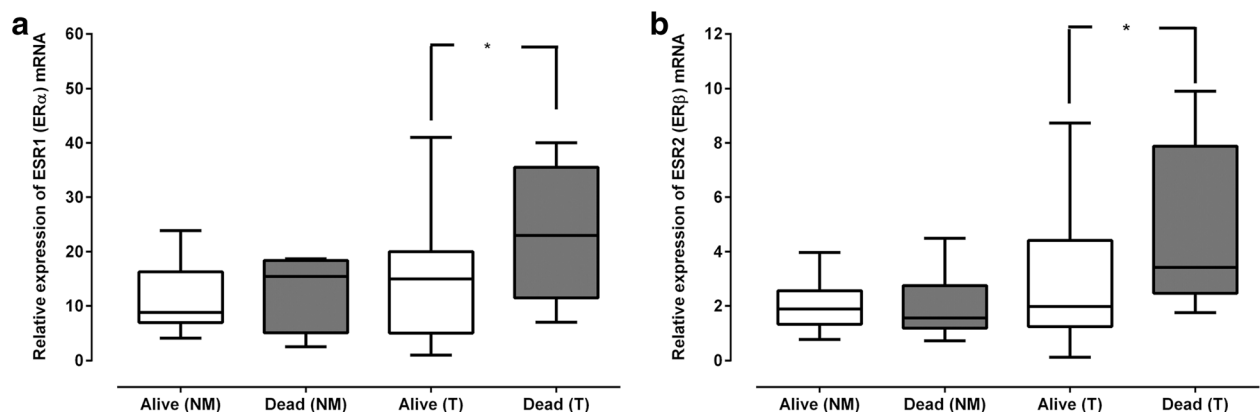 a
Relative expression of ESR1 (ERα) mRNA
60
50
40
30
20
10
0
*
Alive (NM) Dead (NM) Alive (T) Dead (T)
b
Relative expression of ESR2 (ERβ) mRNA
12
10
8
6
4
2
0
*
Alive (NM) Dead (NM) Alive (T) Dead (T)